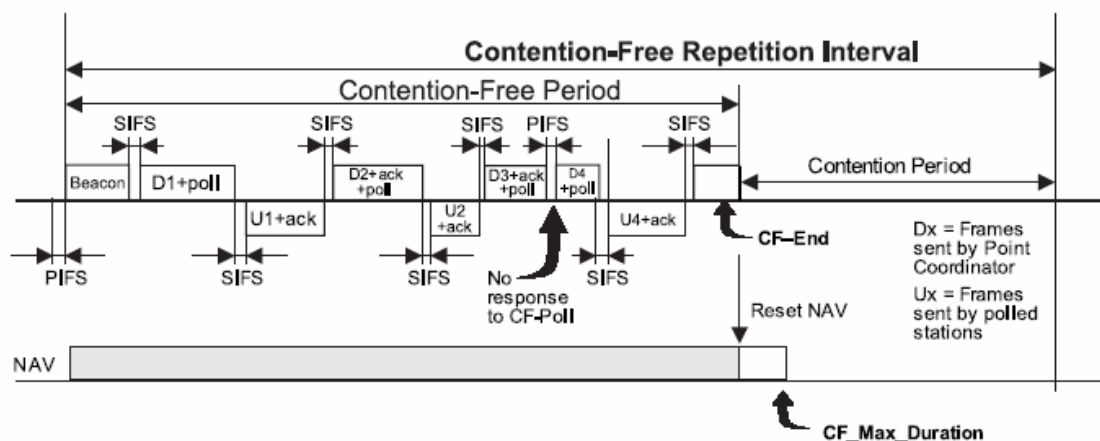 Contention-Free Repetition Interval
Contention-Free Period
SIFS
SIFS
SIFS
PIFS
SIFS
Contention Period
Beacon
D1+poll
D2+ack
+poll
D3+ack
+poll
D4
+poll
U1+ack
U2
+ack
U4+ack
CF-End
Dx = Frames
sent by Point
Coordinator
PIFS
SIFS
SIFS
No
response
to CF-Poll
SIFS
Reset NAV
Ux = Frames
sent by polled
stations
NAV
CF_Max_Duration